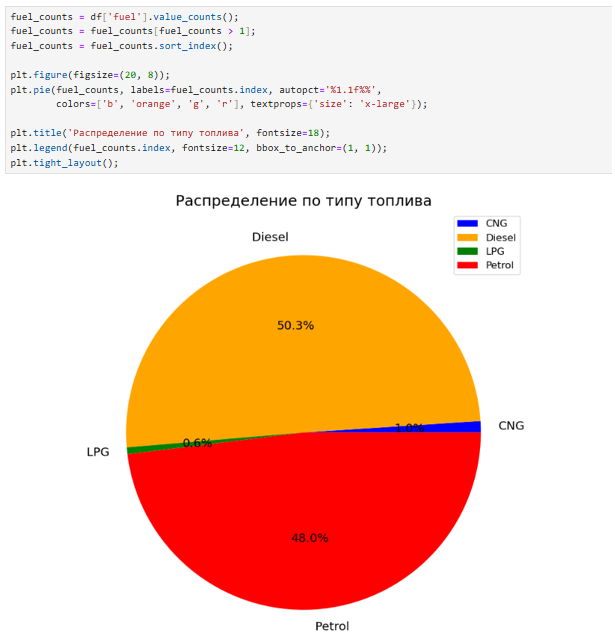 fuel_counts = df['fuel'].value_counts();
fuel_counts = fuel_counts[fuel_counts > 1];
fuel_counts = fuel_counts.sort_index();
plt.figure(figsize=(20, 8));
plt.pie(fuel_counts, labels=fuel_counts.index, autopct='%1.1f%%',
colors=['b', 'orange', 'g', 'r'], textprops={'size': 'x-large'});
plt.title('Распределение по типу топлива', fontsize=18);
plt.legend(fuel_counts.index, fontsize=12, bbox_to_anchor=(1, 1));
plt.tight_layout();
Распределение по типу топлива
CNG
Diesel
LPG
Petrol
Diesel
50.3%
CNG
1.0%
0.6%
LPG
48.0%
Petrol